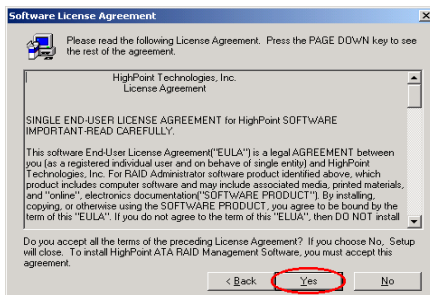 Software License Agreement
Please read the following License Agreement. Press the PAGE DOWN key to see
the rest of the agreement.
HighPoint Technologies, Inc.
License Agreement
SINGLE END-USER LICENSE AGREEMENT for HighPoint SOFTWARE
IMPORTANT-READ CAREFULLY.
This software End-User License Agreement("EULA") is a legal AGREEMENT between
you (as a registered individual user and on behave of single entity) and HighPoint
Technologies, Inc. For RAID Administrator software product identified above, which
product includes computer software and may include associated media, printed materials,
and "online", electronics documentation("SOFTWARE PRODUCT"). By installing,
copying, or otherwise using the SOFTWARE PRODUCT, you agree to be bound by the
term of this "EULA". If you do not agree to the term of this "ELUA", then DO NOT install
Do you accept all the terms of the preceding License Agreement? If you choose No, Setup
will close. To install HighPoint ATA RAID Management Software, you must accept this
agreement.
< Back Yes No